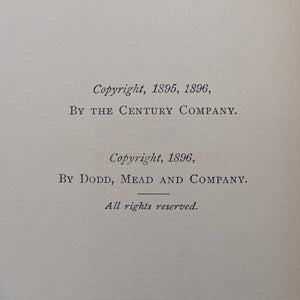 Copyright, 1895, 1896,
By the Century Company.
Copyright, 1896,
By Dodd, Mead and Company.
All rights reserved.